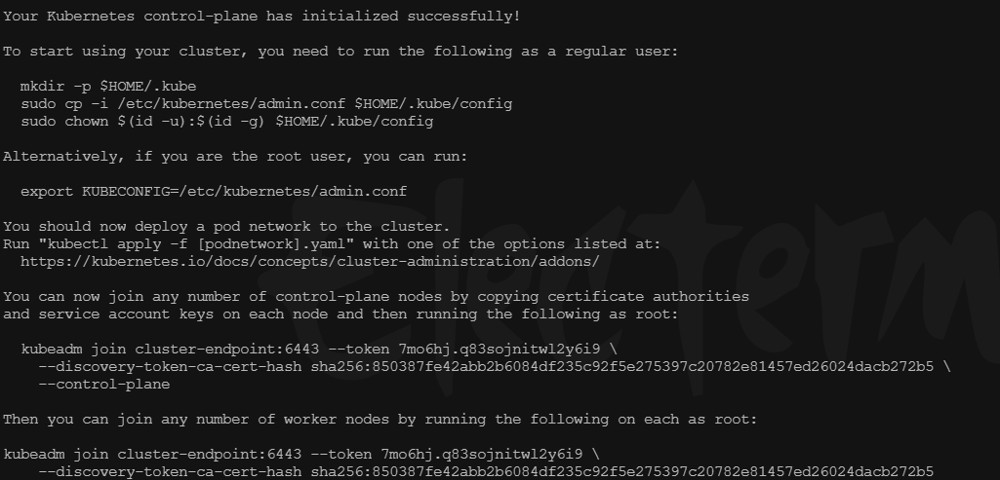 Your Kubernetes control-plane has initialized successfully!
To start using your cluster, you need to run the following as a regular user:
mkdir -p $HOME/.kube
sudo cp -i /etc/kubernetes/admin.conf $HOME/.kube/config
sudo chown $(id -u):$(id -g) $HOME/.kube/config
Alternatively, if you are the root user, you can run:
export KUBECONFIG=/etc/kubernetes/admin.conf
You should now deploy a pod network to the cluster.
Run "kubectl apply -f [podnetwork].yaml" with one of the options listed at:
https://kubernetes.io/docs/concepts/cluster-administration/addons/
You can now join any number of control-plane nodes by copying certificate authorities
and service account keys on each node and then running the following as root:
kubeadm join cluster-endpoint:6443 --token 7mo6hj.q83sojnitwl2y6i9 \
--discovery-token-ca-cert-hash sha256:850387fe42abb2b6084df235c92f5e275397c20782e81457ed26024dacb272b5 \
--control-plane
Then you can join any number of worker nodes by running the following on each as root:
kubeadm join cluster-endpoint:6443 --token 7mo6hj.q83sojnitwl2y6i9 \
--discovery-token-ca-cert-hash sha256:850387fe42abb2b6084df235c92f5e275397c20782e81457ed26024dacb272b5
electerm